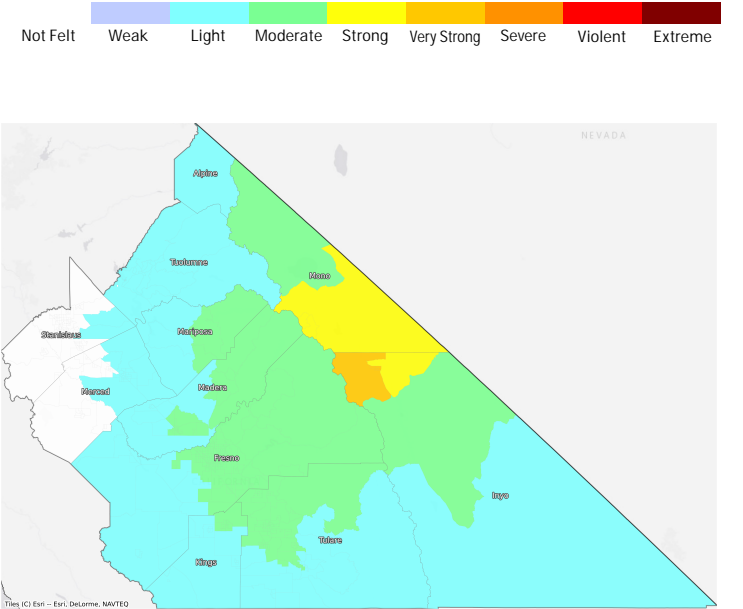 Not Felt Weak Light Moderate Strong Very Strong Severe Violent Extreme
NEVADA
Alpine
Tuolumne
Mono
Stanislaus
Mariposa
Merced
Madera
Fresno
Inyo
Tulare
Kings
Tiles (C) Esri -- Esri, DeLorme, NAVTEQ